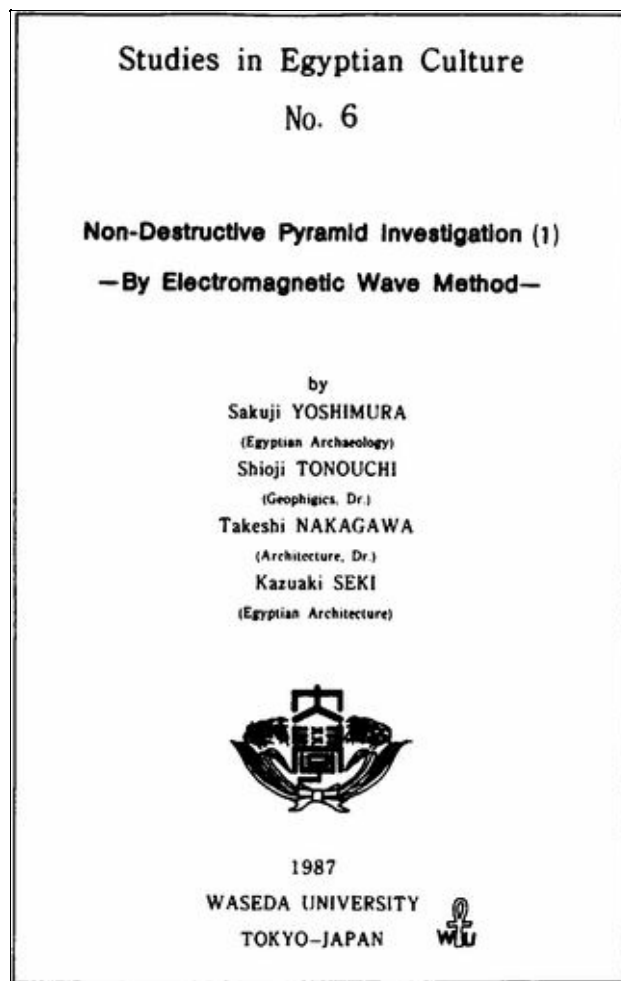 Studies in Egyptian Culture
No. 6
Non-Destructive Pyramid Investigation (1)
—By Electromagnetic Wave Method—
by
Sakuji YOSHIMURA
(Egyptian Archaeology)
Shioji TONOUCHI
(Geophigics, Dr.)
Takeshi NAKAGAWA
(Architecture, Dr.)
Kazuaki SEKI
(Egyptian Architecture)
1987
WASEDA UNIVERSITY
TOKYO-JAPAN
WU